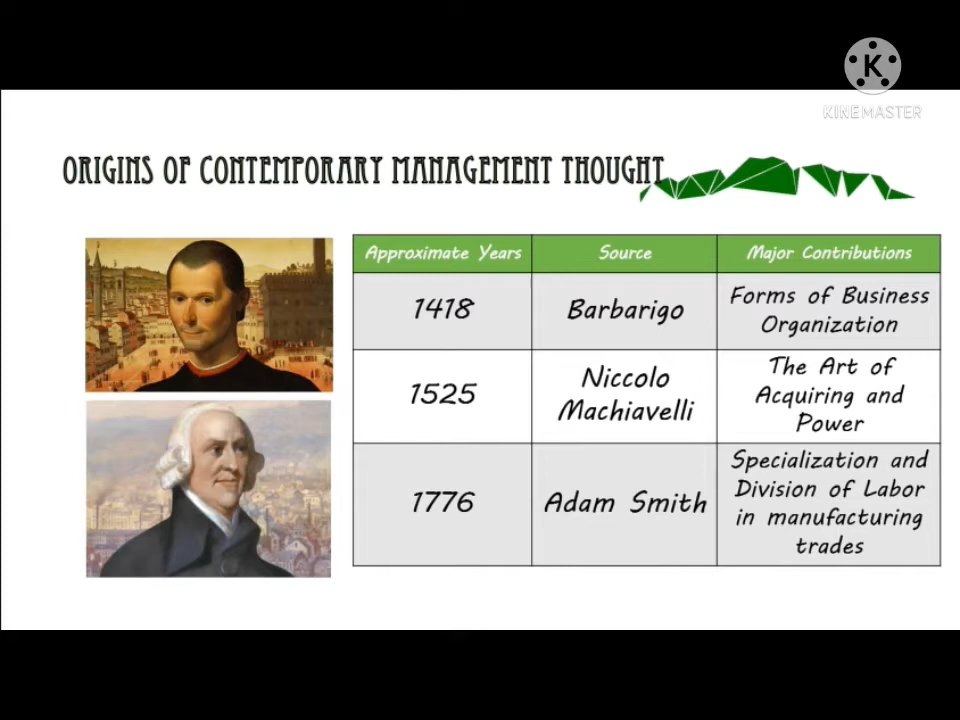 K
KINEMASTER
ORIGINS OF CONTEMPORARY MANAGEMENT THOUGHT
Approximate Years
Source
Major Contributions
1418
Barbarigo
Forms of Business
Organization
1525
Niccolo
Machiavelli
The Art of
Acquiring and
Power
1776
Adam Smith
Specialization and
Division of Labor
in manufacturing
trades